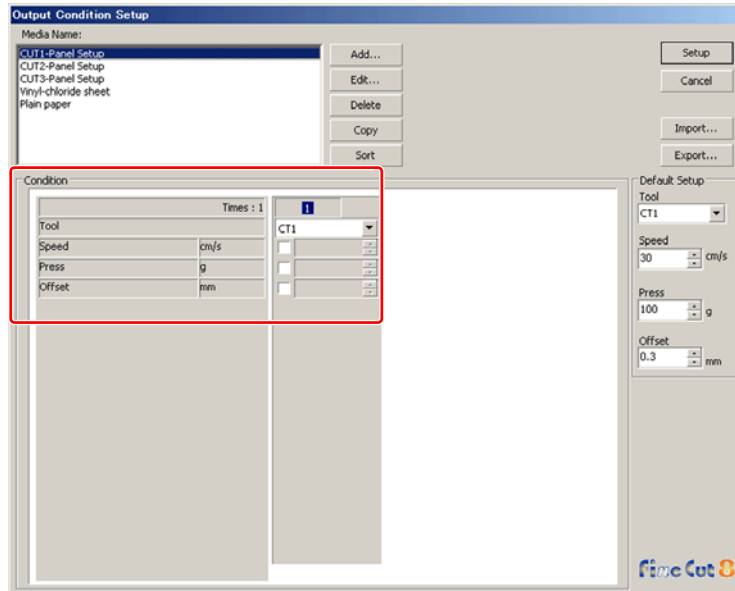 Output Condition Setup
Media Name:
CUT1-Panel Setup
CUT2-Panel Setup
CUT3-Panel Setup
Vinyl-chloride sheet
Plain paper
Add...
Edit...
Delete
Copy
Sort
Setup
Cancel
Import...
Export...
Condition
Times : 1
1
Tool
CT1
Speed cm/s
Press g
Offset mm
Default Setup
Tool
CT1
Speed
30 cm/s
Press
100 g
Offset
0.3 mm
Fine Cut 8